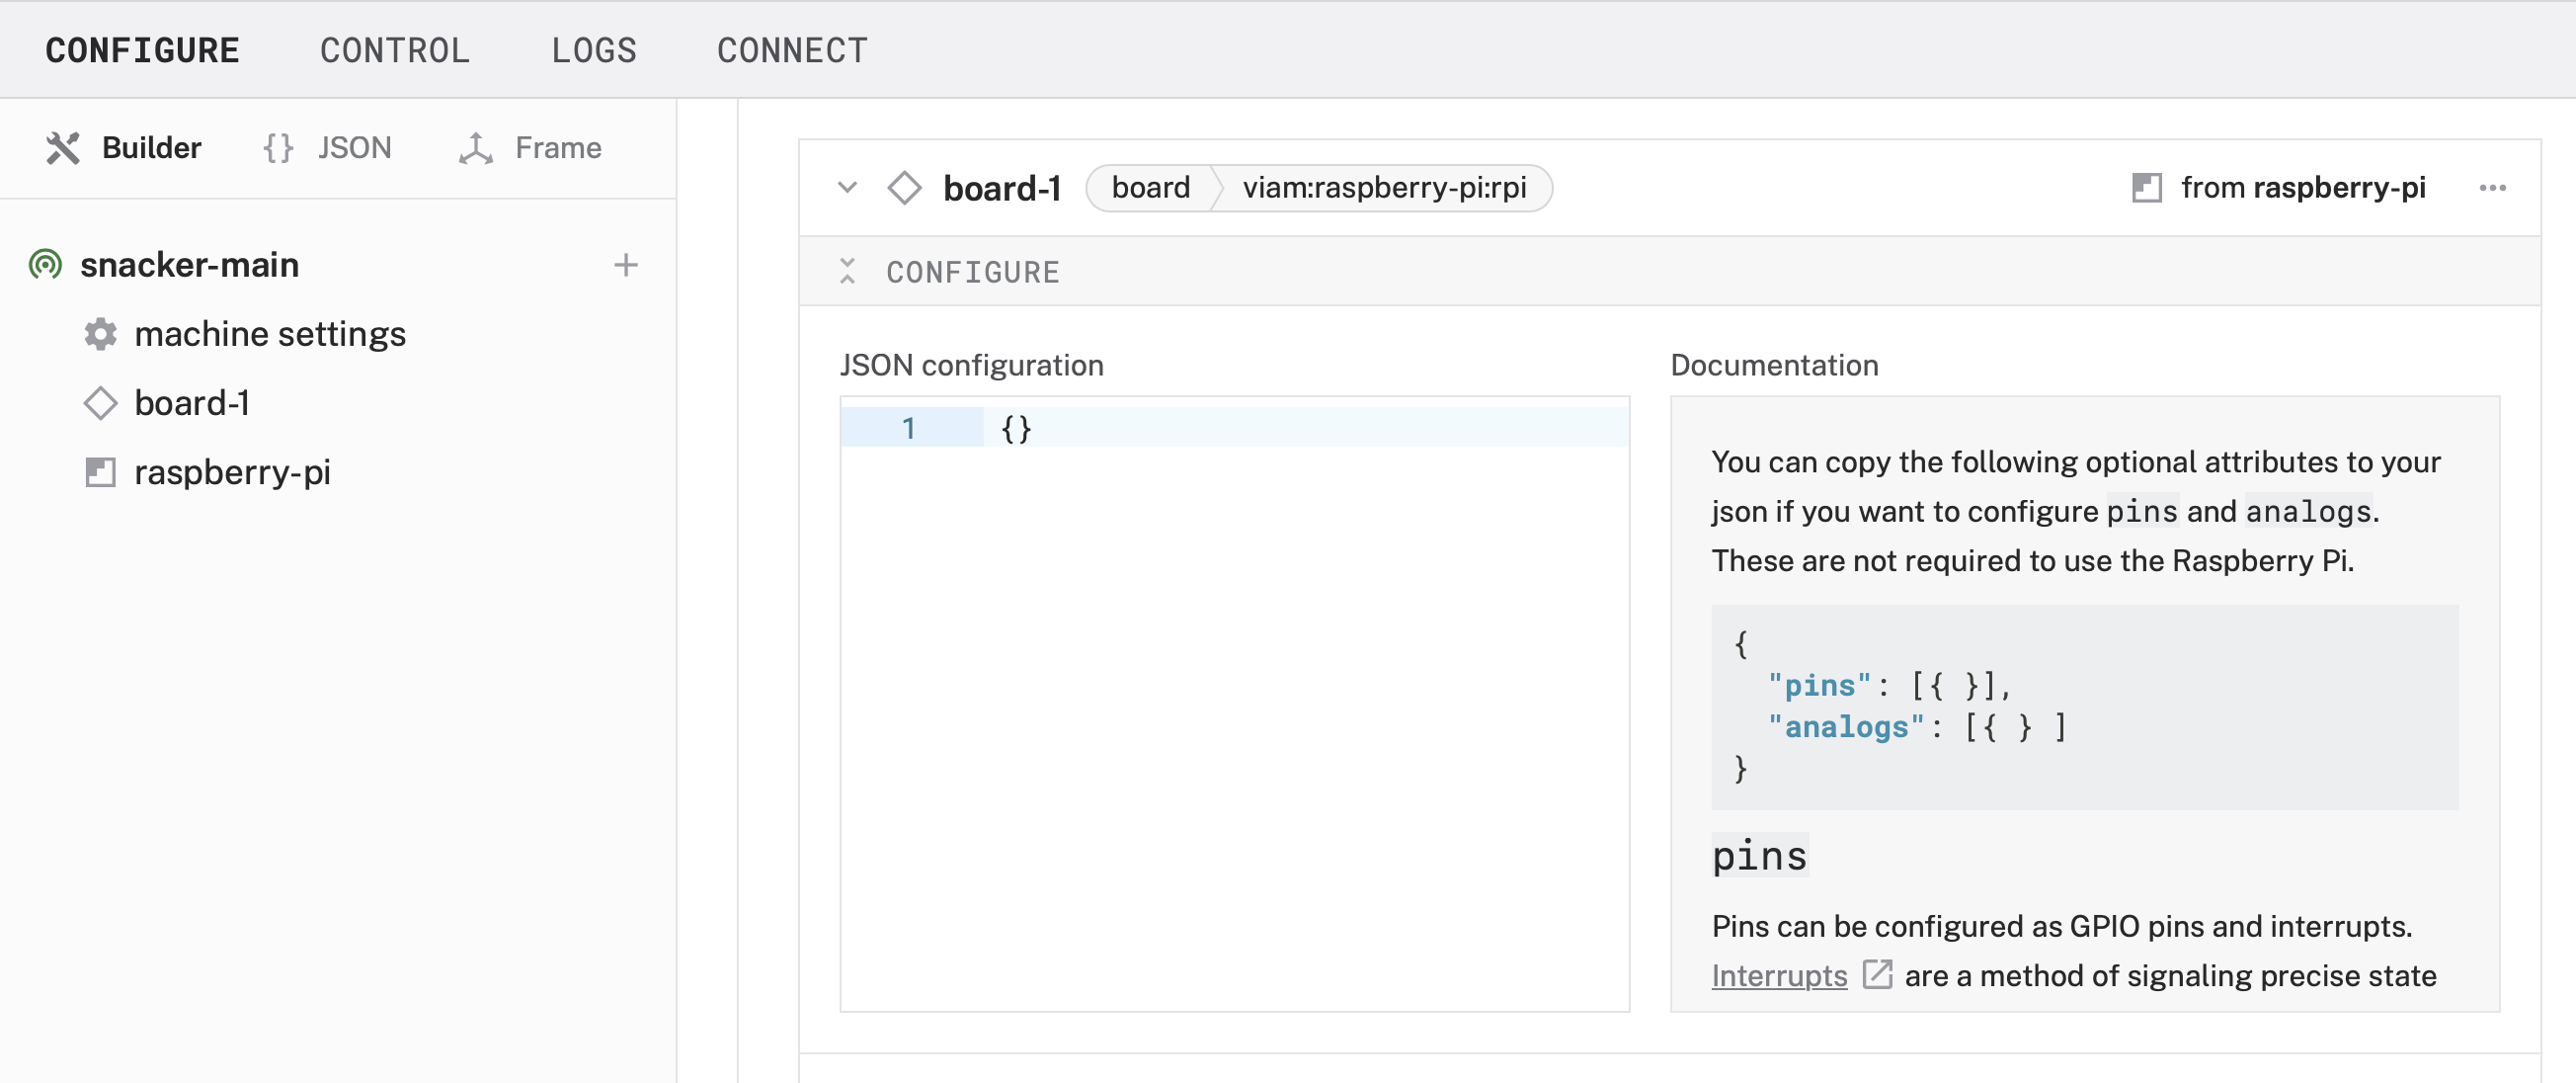 CONFIGURE CONTROL LOGS CONNECT
Builder {} JSON Frame
snacker-main +
machine settings
board-1
raspberry-pi
board-1 board viam:raspberry-pi:rpi from raspberry-pi ...
CONFIGURE
JSON configuration
1 {}
Documentation
You can copy the following optional attributes to your
json if you want to configure pins and analogs.
These are not required to use the Raspberry Pi.
{
  "pins": [{ }],
  "analogs": [{ } ]
}
pins
Pins can be configured as GPIO pins and interrupts.
Interrupts are a method of signaling precise state